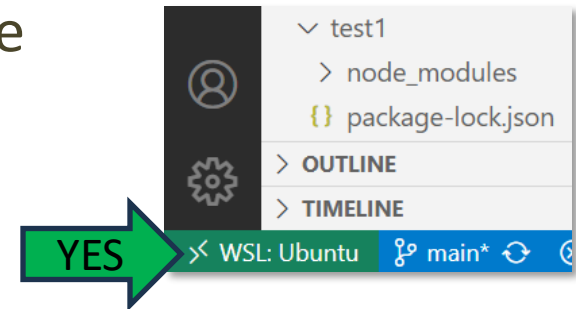 e
test1
node_modules
{} package-lock.json
OUTLINE
TIMELINE
YES
WSL: Ubuntu main*